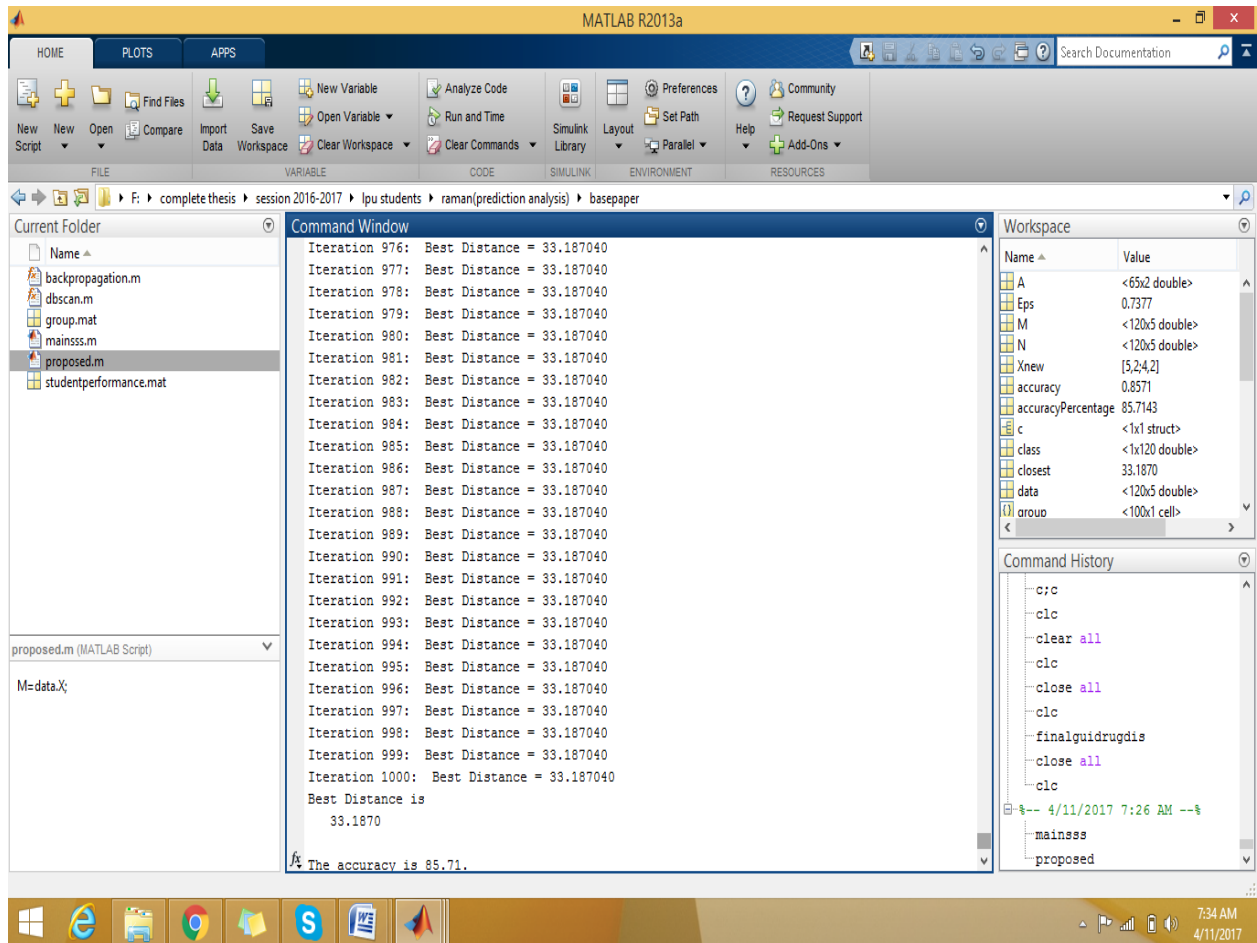 MATLAB R2013a
HOME PLOTS APPS
Search Documentation
New Script
New
Open
Find Files
Compare
Import Data
Save Workspace
New Variable
Open Variable
Clear Workspace
Analyze Code
Run and Time
Clear Commands
Simulink Library
Layout
Preferences
Set Path
Parallel
Help
Community
Request Support
Add-Ons
FILE VARIABLE CODE SIMULINK ENVIRONMENT RESOURCES
F: complete thesis session 2016-2017 lpu students raman(prediction analysis) basepaper
Current Folder
Name
backpropagation.m
dbscan.m
group.mat
mainsss.m
proposed.m
studentperformance.mat
proposed.m (MATLAB Script)
M=data.X;
Command Window
Iteration 976: Best Distance = 33.187040
Iteration 977: Best Distance = 33.187040
Iteration 978: Best Distance = 33.187040
Iteration 979: Best Distance = 33.187040
Iteration 980: Best Distance = 33.187040
Iteration 981: Best Distance = 33.187040
Iteration 982: Best Distance = 33.187040
Iteration 983: Best Distance = 33.187040
Iteration 984: Best Distance = 33.187040
Iteration 985: Best Distance = 33.187040
Iteration 986: Best Distance = 33.187040
Iteration 987: Best Distance = 33.187040
Iteration 988: Best Distance = 33.187040
Iteration 989: Best Distance = 33.187040
Iteration 990: Best Distance = 33.187040
Iteration 991: Best Distance = 33.187040
Iteration 992: Best Distance = 33.187040
Iteration 993: Best Distance = 33.187040
Iteration 994: Best Distance = 33.187040
Iteration 995: Best Distance = 33.187040
Iteration 996: Best Distance = 33.187040
Iteration 997: Best Distance = 33.187040
Iteration 998: Best Distance = 33.187040
Iteration 999: Best Distance = 33.187040
Iteration 1000: Best Distance = 33.187040
Best Distance is
33.1870
fx The accuracy is 85.71.
Workspace
Name Value
A <65x2 double>
Eps 0.7377
M <120x5 double>
N <120x5 double>
Xnew [5,2;4,2]
accuracy 0.8571
accuracyPercentage 85.7143
c <1x1 struct>
class <1x120 double>
closest 33.1870
data <120x5 double>
group <100x1 cell>
Command History
c;c
clc
clear all
clc
close all
clc
finalguidrugdis
close all
clc
%-- 4/11/2017 7:26 AM --%
mainsss
proposed
7:34 AM
4/11/2017